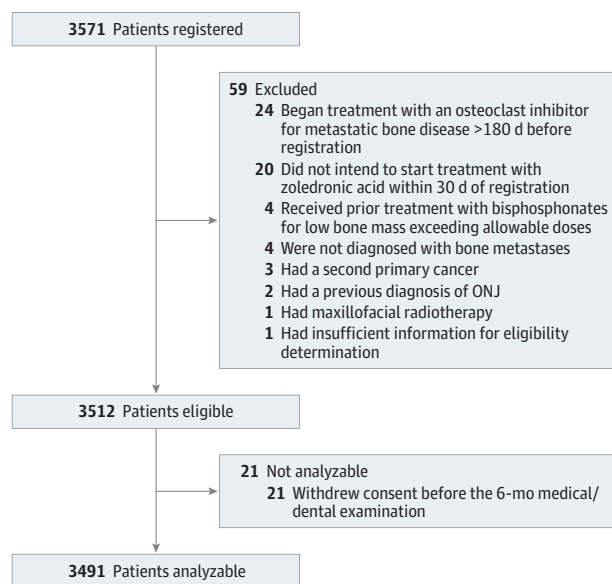 3571 Patients registered
59 Excluded
24 Began treatment with an osteoclast inhibitor
for metastatic bone disease >180 d before
registration
20 Did not intend to start treatment with
zoledronic acid within 30 d of registration
4 Received prior treatment with bisphosphonates
for low bone mass exceeding allowable doses
4 Were not diagnosed with bone metastases
3 Had a second primary cancer
2 Had a previous diagnosis of ONJ
1 Had maxillofacial radiotherapy
1 Had insufficient information for eligibility
determination
3512 Patients eligible
21 Not analyzable
21 Withdrew consent before the 6-mo medical/
dental examination
3491 Patients analyzable